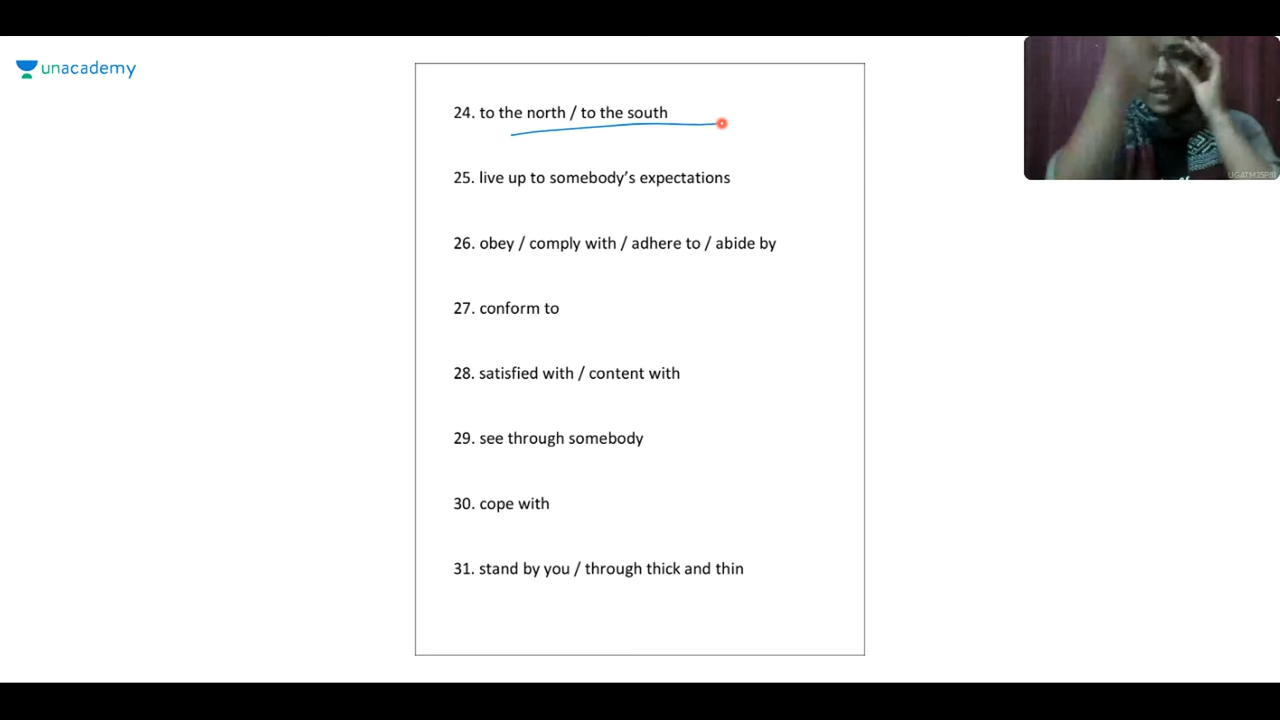 unacademy
24. to the north / to the south
25. live up to somebody’s expectations
26. obey / comply with / adhere to / abide by
27. conform to
28. satisfied with / content with
29. see through somebody
30. cope with
31. stand by you / through thick and thin